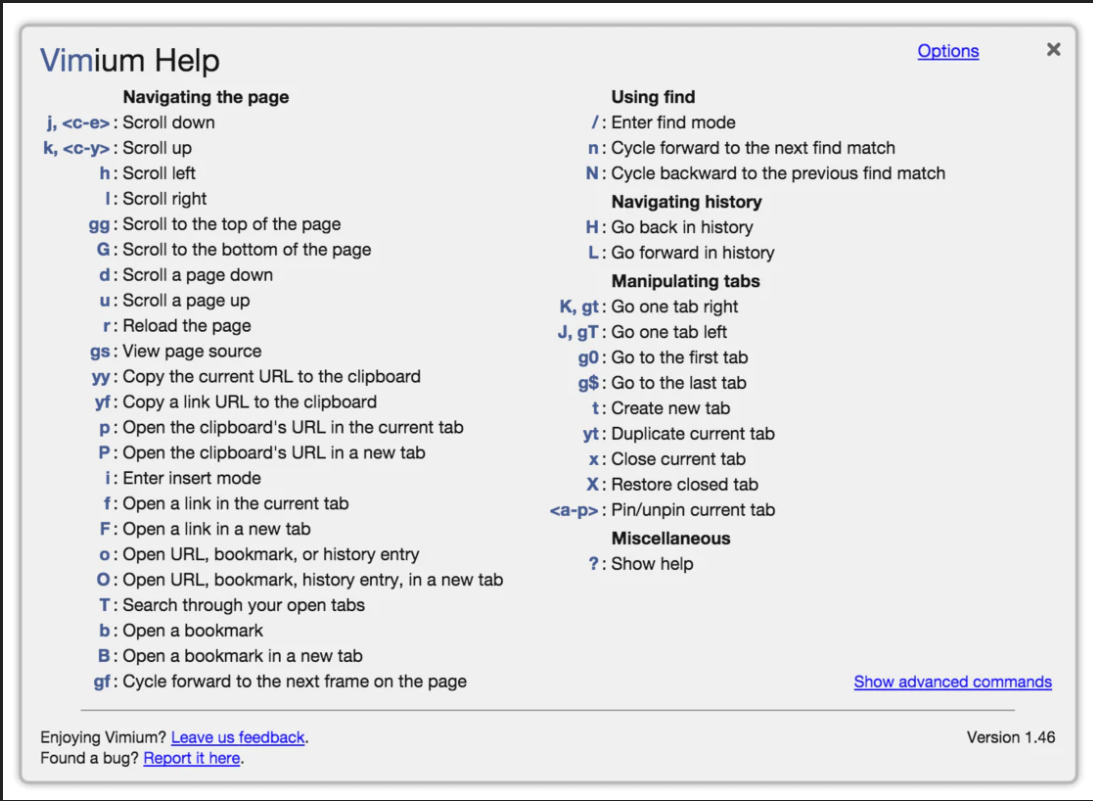 Vimium Help
Options
×
Navigating the page
j, <c-e> : Scroll down
k, <c-y> : Scroll up
h : Scroll left
l : Scroll right
gg : Scroll to the top of the page
G : Scroll to the bottom of the page
d : Scroll a page down
u : Scroll a page up
r : Reload the page
gs : View page source
yy : Copy the current URL to the clipboard
yf : Copy a link URL to the clipboard
p : Open the clipboard's URL in the current tab
P : Open the clipboard's URL in a new tab
i : Enter insert mode
f : Open a link in the current tab
F : Open a link in a new tab
o : Open URL, bookmark, or history entry
O : Open URL, bookmark, history entry, in a new tab
T : Search through your open tabs
b : Open a bookmark
B : Open a bookmark in a new tab
gf : Cycle forward to the next frame on the page
Using find
/ : Enter find mode
n : Cycle forward to the next find match
N : Cycle backward to the previous find match
Navigating history
H : Go back in history
L : Go forward in history
Manipulating tabs
K, gt : Go one tab right
J, gT : Go one tab left
g0 : Go to the first tab
g$ : Go to the last tab
t : Create new tab
yt : Duplicate current tab
x : Close current tab
X : Restore closed tab
<a-p> : Pin/unpin current tab
Miscellaneous
? : Show help
Show advanced commands
Enjoying Vimium? Leave us feedback.
Found a bug? Report it here.
Version 1.46